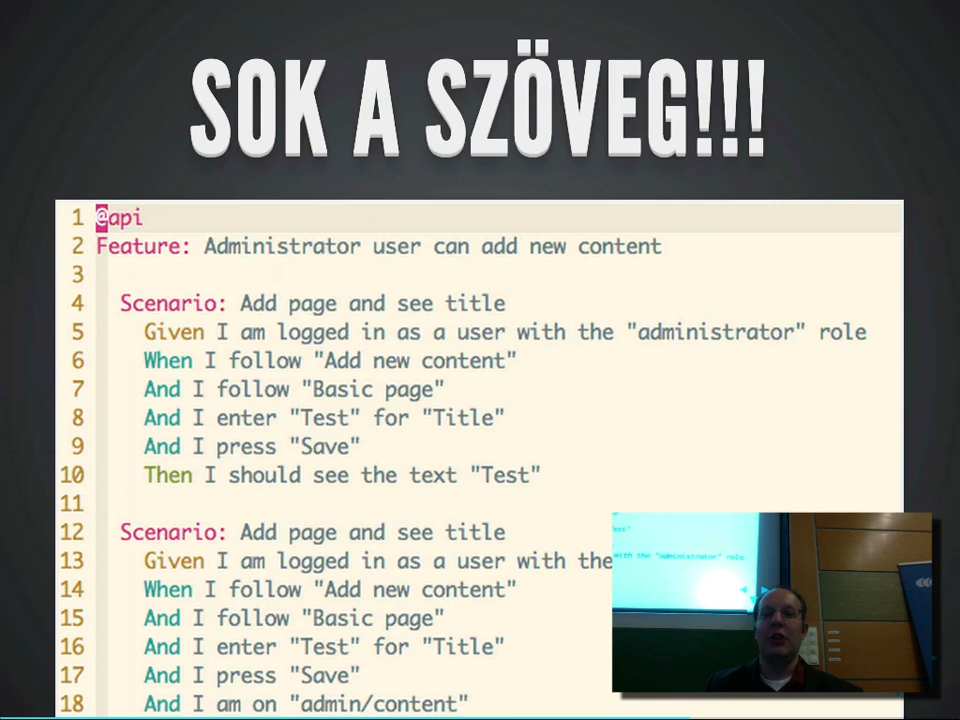 SOK A SZÖVEG!!!
1 @api
2 Feature: Administrator user can add new content
3
4 Scenario: Add page and see title
5 Given I am logged in as a user with the "administrator" role
6 When I follow "Add new content"
7 And I follow "Basic page"
8 And I enter "Test" for "Title"
9 And I press "Save"
10 Then I should see the text "Test"
11
12 Scenario: Add page and see title
13 Given I am logged in as a user with the
14 When I follow "Add new content"
15 And I follow "Basic page"
16 And I enter "Test" for "Title"
17 And I press "Save"
18 And I am on "admin/content"
with the "administrator" role